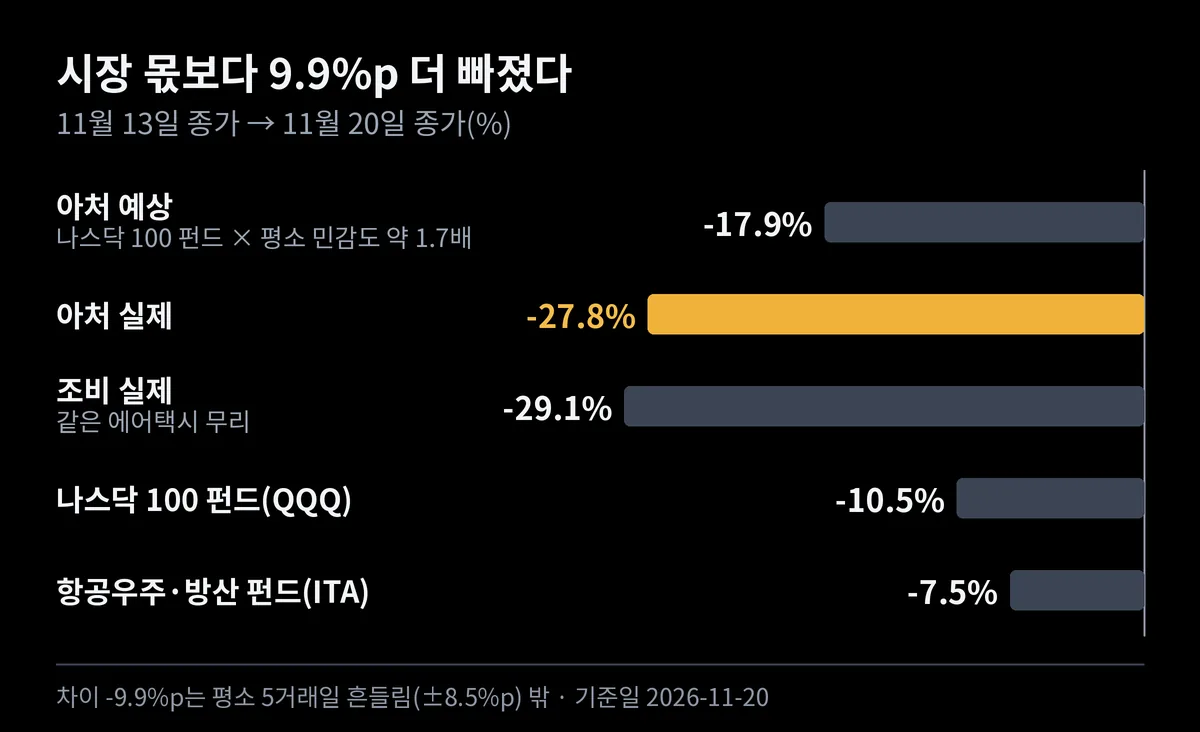 시장 몫보다 9.9%p 더 빠졌다
11월 13일 종가 → 11월 20일 종가(%)
아처 예상
나스닥 100 펀드 × 평소 민감도 약 1.7배
-17.9%
아처 실제
-27.8%
조비 실제
같은 에어택시 무리
-29.1%
나스닥 100 펀드(QQQ)
-10.5%
항공우주·방산 펀드(ITA)
-7.5%
차이 -9.9%p는 평소 5거래일 흔들림(±8.5%p) 밖 · 기준일 2026-11-20